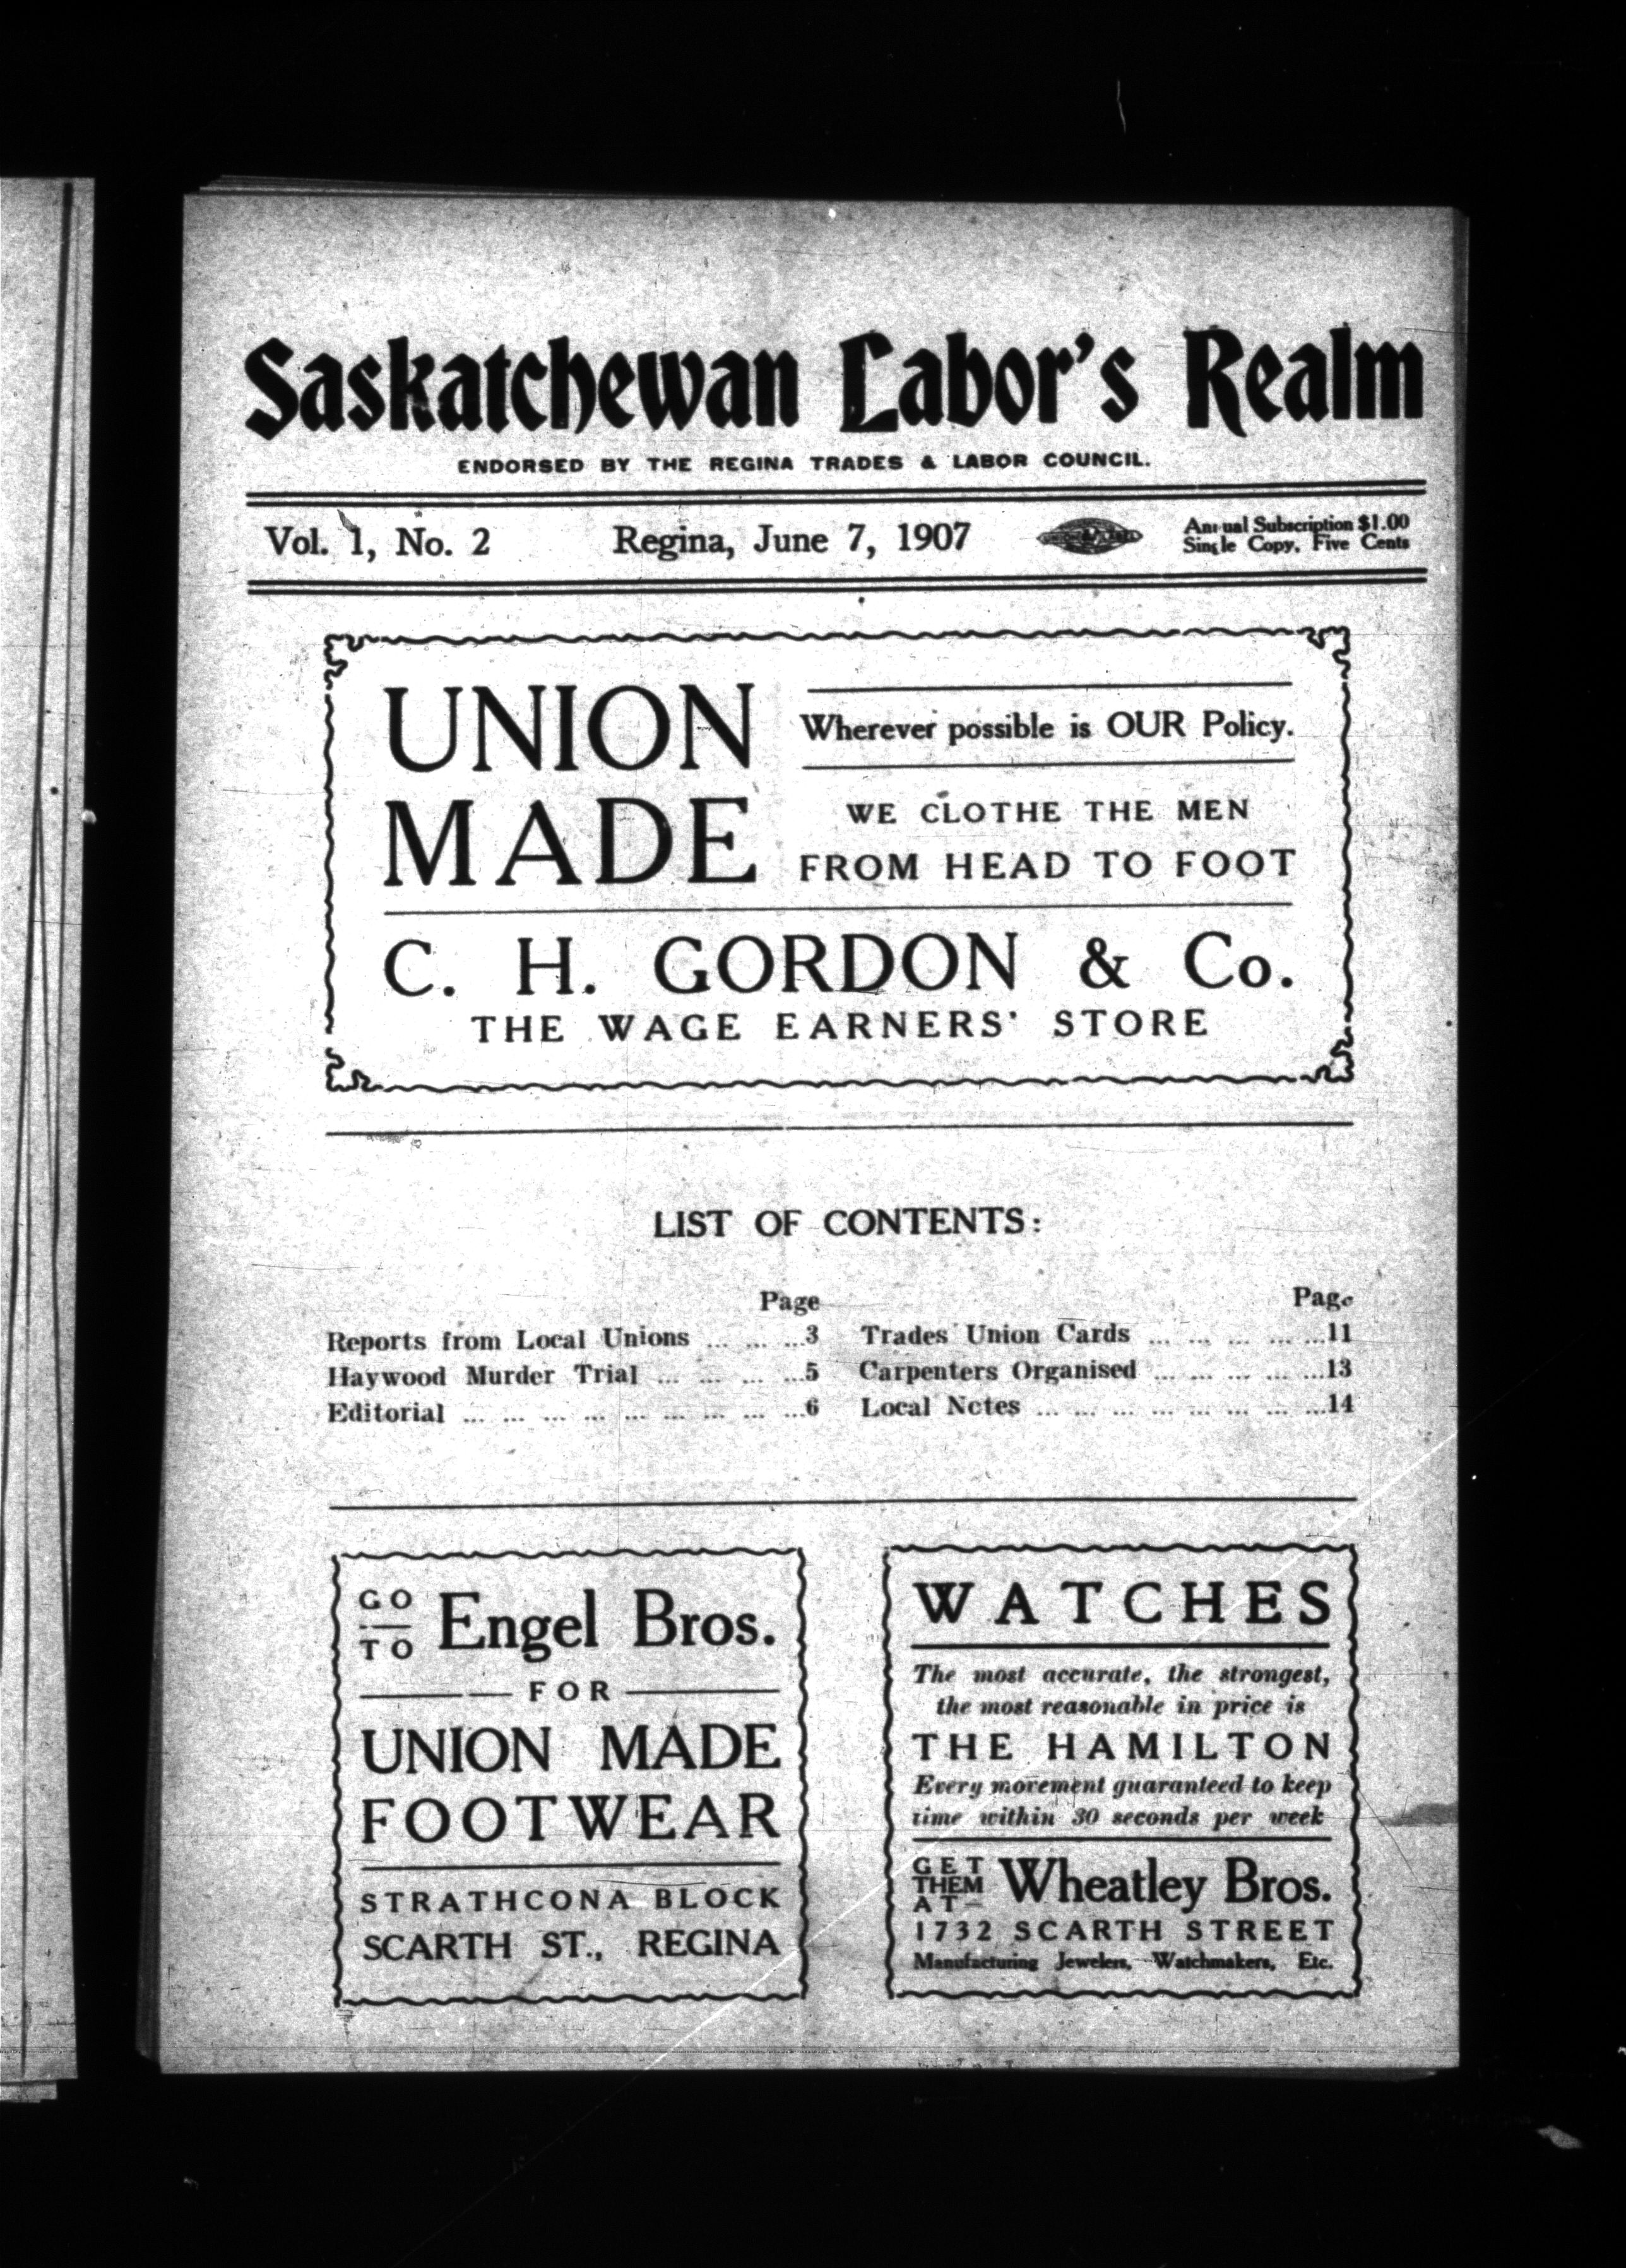 Saskatchewan Labor's Realm
ENDORSED BY THE REGINA TRADES & LABOR COUNCIL.
Vol. 1, No. 2
Regina, June 7, 1907
Annual Subscription $1.00
Single Copy, Five Cents
UNION
MADE
Wherever possible is OUR Policy.
WE CLOTHE THE MEN
FROM HEAD TO FOOT
C. H. GORDON & Co.
THE WAGE EARNERS' STORE
LIST OF CONTENTS:
Page
Reports from Local Unions ... ... ...3
Haywood Murder Trial ... ... ... ...5
Editorial ... ... ... ... ... ... ... ... ...6
Page
Trades Union Cards ... ... ... ... ...11
Carpenters Organised ... ... ... ... ...13
Local Notes ... ... ... ... ... ... ... ...14
GO
TO
Engel Bros.
FOR
UNION MADE
FOOTWEAR
STRATHCONA BLOCK
SCARTH ST., REGINA
WATCHES
The most accurate, the strongest,
the most reasonable in price is
THE HAMILTON
Every movement guaranteed to keep
time within 30 seconds per week
GET
THEM
AT—
Wheatley Bros.
1732 SCARTH STREET
Manufacturing Jewelers, Watchmakers, Etc.